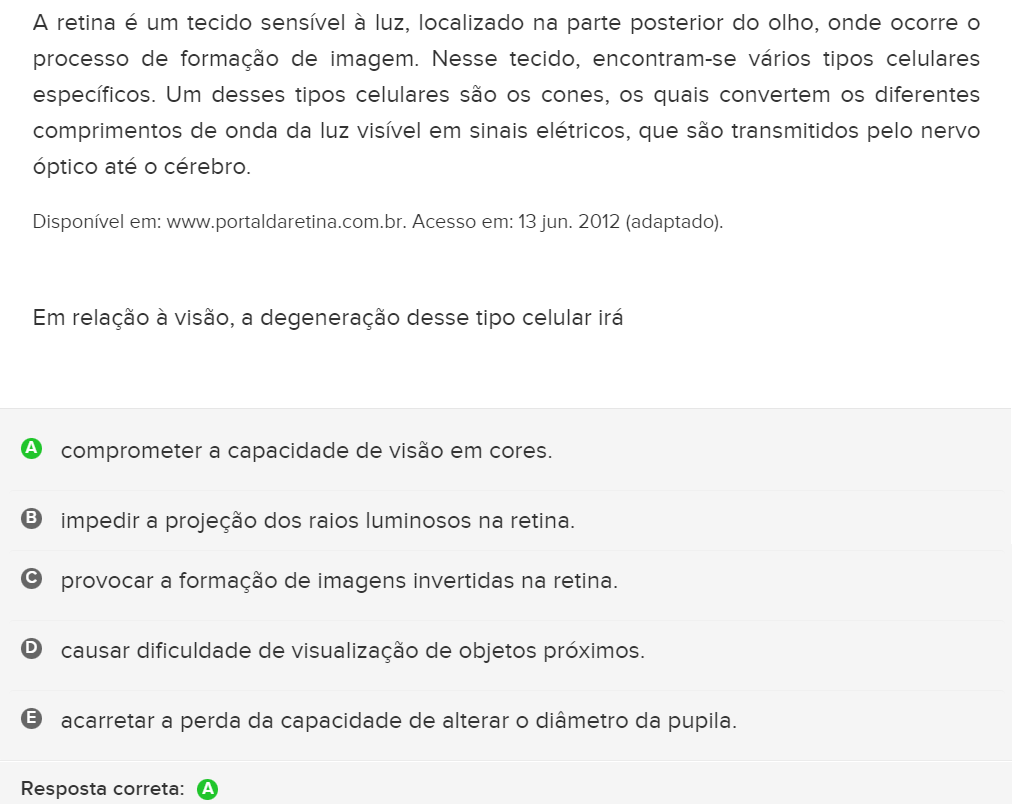 A retina é um tecido sensível à luz, localizado na parte posterior do olho, onde ocorre o
processo de formação de imagem. Nesse tecido, encontram-se vários tipos celulares
específicos. Um desses tipos celulares são os cones, os quais convertem os diferentes
comprimentos de onda da luz visível em sinais elétricos, que são transmitidos pelo nervo
óptico até o cérebro.
Disponível em: www.portaldaretina.com.br. Acesso em: 13 jun. 2012 (adaptado).
Em relação à visão, a degeneração desse tipo celular irá
A comprometer a capacidade de visão em cores.
B impedir a projeção dos raios luminosos na retina.
C provocar a formação de imagens invertidas na retina.
D causar dificuldade de visualização de objetos próximos.
E acarretar a perda da capacidade de alterar o diâmetro da pupila.
Resposta correta: A